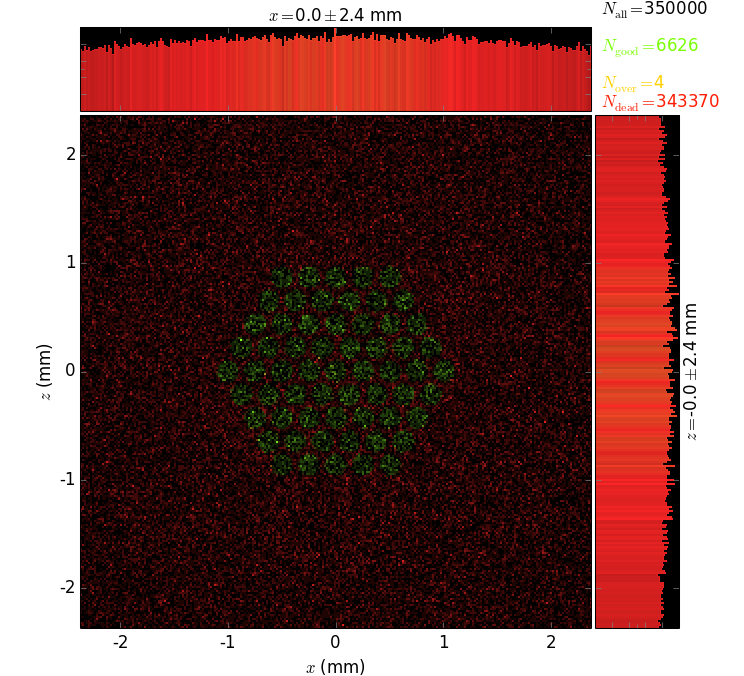 x = 0.0 ± 2.4 mm
N_all = 350000
N_good = 6626
N_over = 4
N_dead = 343370
2
1
0
-1
-2
z (mm)
z = -0.0 ± 2.4 mm
-2 -1 0 1 2
x (mm)